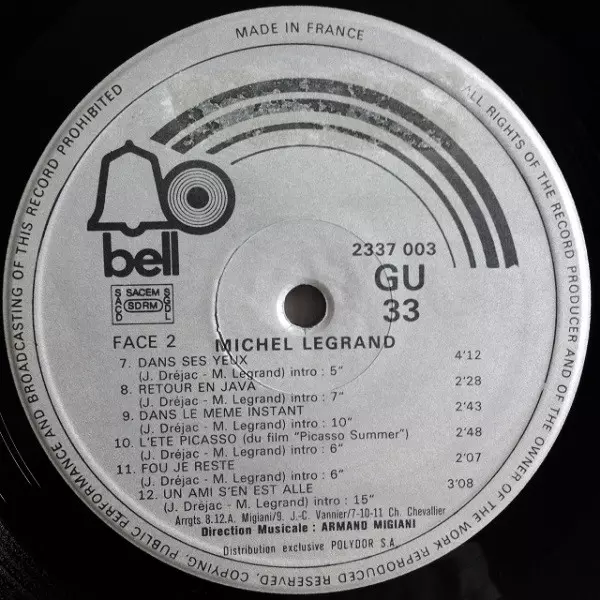 MADE IN FRANCE
ALL RIGHTS OF THE RECORD PRODUCER AND OF THE OWNER OF THE WORK REPRODUCED RESERVED, COPYING, PUBLIC PERFORMANCE AND BROADCASTING OF THIS RECORD PROHIBITED
bell
2337 003
GU
33
SACEM
SDRM
SACD
SGDL
FACE 2 MICHEL LEGRAND
7. DANS SES YEUX 4'12
(J. Dréjac - M. Legrand) intro : 5"
8. RETOUR EN JAVA 2'28
(J. Dréjac - M. Legrand) intro : 7"
9. DANS LE MEME INSTANT 2'43
(J. Dréjac - M. Legrand) intro : 10"
10. L'ETE PICASSO (du film "Picasso Summer") 2'48
(J. Dréjac - M. Legrand) intro : 6"
11. FOU JE RESTE 2'07
(J. Dréjac - M. Legrand) intro : 6"
12. UN AMI S'EN EST ALLE 3'08
(J. Dréjac - M. Legrand) intro : 15"
Arrgts 8.12.A. Migiani/9. J.-C. Vannier/7-10-11 Ch. Chevallier
Direction Musicale : ARMAND MIGIANI
Distribution exclusive POLYDOR S.A.